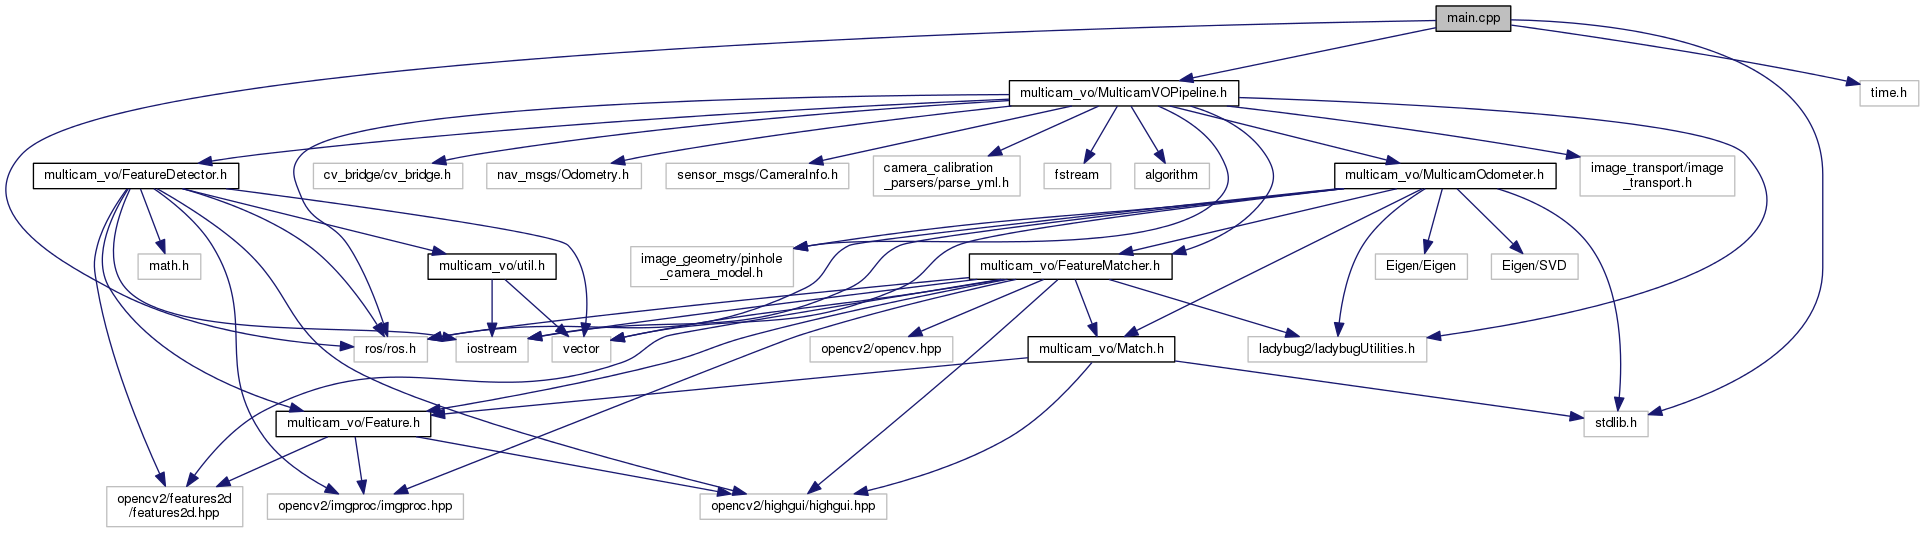 main.cpp
multicam_vo/MulticamVOPipeline.h
time.h
multicam_vo/FeatureDetector.h
cv_bridge/cv_bridge.h
nav_msgs/Odometry.h
sensor_msgs/CameraInfo.h
camera_calibration
_parsers/parse_yml.h
fstream
algorithm
multicam_vo/MulticamOdometer.h
image_transport/image
_transport.h
math.h
multicam_vo/util.h
image_geometry/pinhole
_camera_model.h
multicam_vo/FeatureMatcher.h
Eigen/Eigen
Eigen/SVD
ros/ros.h
iostream
vector
opencv2/opencv.hpp
multicam_vo/Match.h
ladybug2/ladybugUtilities.h
multicam_vo/Feature.h
stdlib.h
opencv2/features2d
/features2d.hpp
opencv2/imgproc/imgproc.hpp
opencv2/highgui/highgui.hpp